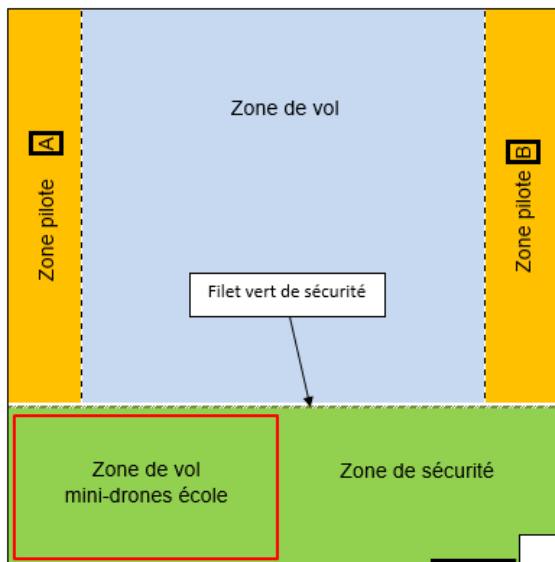 Zone de vol
Zone pilote A
Zone pilote B
Filet vert de sécurité
Zone de vol
mini-drones école
Zone de sécurité